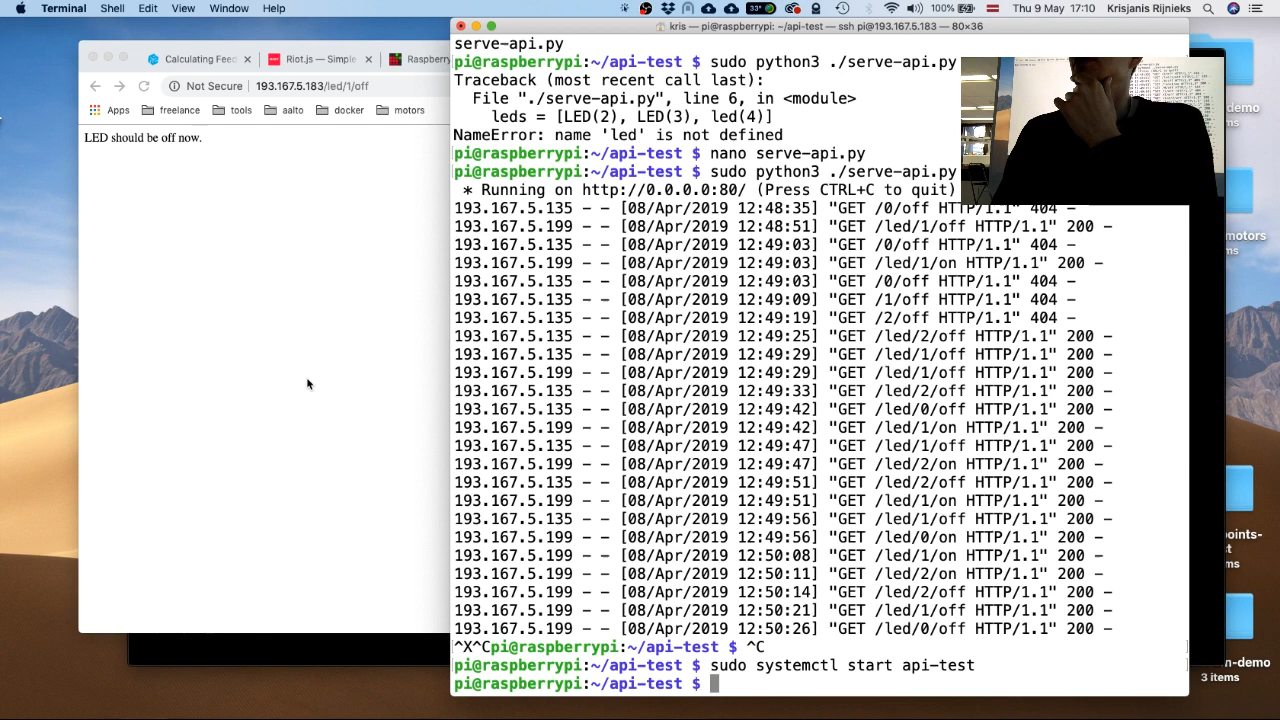 Terminal Shell Edit View Window Help
33° 100% Thu 9 May 17:10 Krisjanis Rijnieks
kris — pi@raspberrypi: ~/api-test — ssh pi@193.167.5.183 — 80×36
Calculating Feed × Riot.js — Simple × Raspberry
Not Secure | 193.167.5.183/led/1/off
Apps freelance tools aalto docker motors
LED should be off now.
serve-api.py
pi@raspberrypi:~/api-test $ sudo python3 ./serve-api.py
Traceback (most recent call last):
File "./serve-api.py", line 6, in <module>
leds = [LED(2), LED(3), led(4)]
NameError: name 'led' is not defined
pi@raspberrypi:~/api-test $ nano serve-api.py
pi@raspberrypi:~/api-test $ sudo python3 ./serve-api.py
* Running on http://0.0.0.0:80/ (Press CTRL+C to quit)
193.167.5.135 - - [08/Apr/2019 12:48:35] "GET /0/off HTTP/1.1" 404 -
193.167.5.199 - - [08/Apr/2019 12:48:51] "GET /led/1/off HTTP/1.1" 200 -
193.167.5.135 - - [08/Apr/2019 12:49:03] "GET /0/off HTTP/1.1" 404 -
193.167.5.199 - - [08/Apr/2019 12:49:03] "GET /led/1/on HTTP/1.1" 200 -
193.167.5.135 - - [08/Apr/2019 12:49:03] "GET /0/off HTTP/1.1" 404 -
193.167.5.135 - - [08/Apr/2019 12:49:09] "GET /1/off HTTP/1.1" 404 -
193.167.5.135 - - [08/Apr/2019 12:49:19] "GET /2/off HTTP/1.1" 404 -
193.167.5.135 - - [08/Apr/2019 12:49:25] "GET /led/2/off HTTP/1.1" 200 -
193.167.5.135 - - [08/Apr/2019 12:49:29] "GET /led/1/off HTTP/1.1" 200 -
193.167.5.199 - - [08/Apr/2019 12:49:29] "GET /led/1/off HTTP/1.1" 200 -
193.167.5.135 - - [08/Apr/2019 12:49:33] "GET /led/2/off HTTP/1.1" 200 -
193.167.5.135 - - [08/Apr/2019 12:49:42] "GET /led/0/off HTTP/1.1" 200 -
193.167.5.199 - - [08/Apr/2019 12:49:42] "GET /led/1/on HTTP/1.1" 200 -
193.167.5.135 - - [08/Apr/2019 12:49:47] "GET /led/1/off HTTP/1.1" 200 -
193.167.5.199 - - [08/Apr/2019 12:49:47] "GET /led/2/on HTTP/1.1" 200 -
193.167.5.135 - - [08/Apr/2019 12:49:51] "GET /led/2/off HTTP/1.1" 200 -
193.167.5.199 - - [08/Apr/2019 12:49:51] "GET /led/1/on HTTP/1.1" 200 -
193.167.5.135 - - [08/Apr/2019 12:49:56] "GET /led/1/off HTTP/1.1" 200 -
193.167.5.199 - - [08/Apr/2019 12:49:56] "GET /led/0/on HTTP/1.1" 200 -
193.167.5.199 - - [08/Apr/2019 12:50:08] "GET /led/1/on HTTP/1.1" 200 -
193.167.5.199 - - [08/Apr/2019 12:50:11] "GET /led/2/on HTTP/1.1" 200 -
193.167.5.199 - - [08/Apr/2019 12:50:14] "GET /led/2/off HTTP/1.1" 200 -
193.167.5.199 - - [08/Apr/2019 12:50:21] "GET /led/1/off HTTP/1.1" 200 -
193.167.5.199 - - [08/Apr/2019 12:50:26] "GET /led/0/off HTTP/1.1" 200 -
^X^Cpi@raspberrypi:~/api-test $ ^C
pi@raspberrypi:~/api-test $ sudo systemctl start api-test
pi@raspberrypi:~/api-test $
demo
motors
ms
points-
st
ms
n-demo
3 items